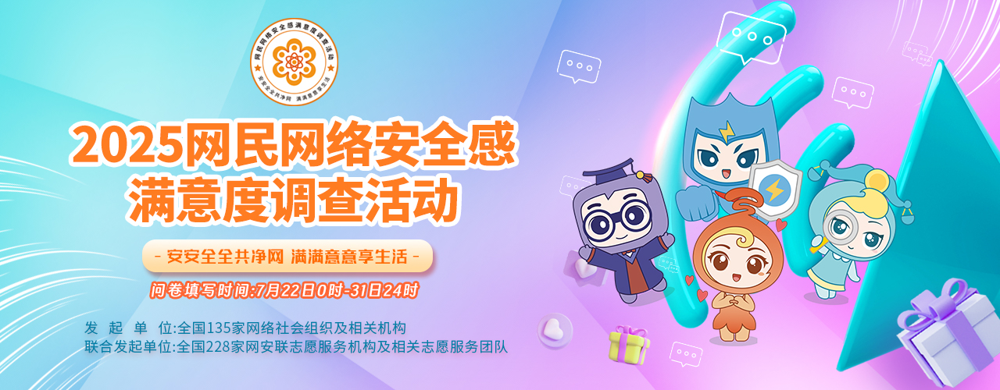 网民网络安全感满意度调查活动
安安全全共净网 满满意意享生活
2025网民网络安全感
满意度调查活动
- 安安全全共净网 满满意意享生活 -
问卷填写时间:7月22日0时-31日24时
发起单位:全国135家网络社会组织及相关机构
联合发起单位:全国228家网安联志愿服务机构及相关志愿服务团队